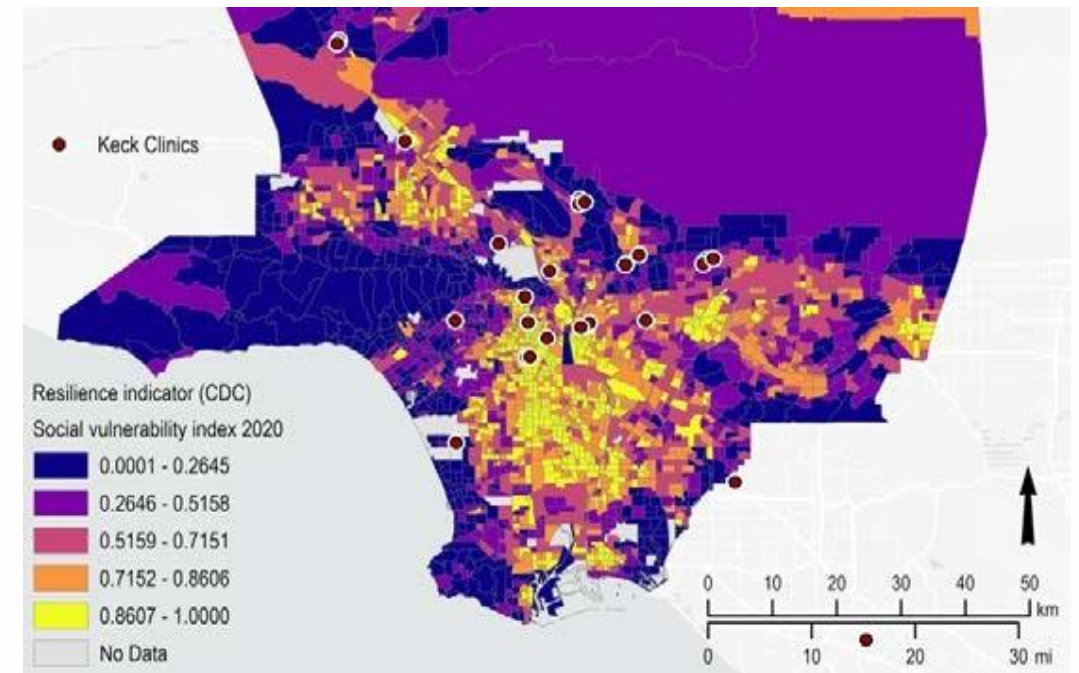 Keck Clinics
Resilience indicator (CDC)
Social vulnerability index 2020
0.0001 - 0.2645
0.2646 - 0.5158
0.5159 - 0.7151
0.7152 - 0.8606
0.8607 - 1.0000
No Data
0 10 20 30 40 50
km
0 10 20 30 mi